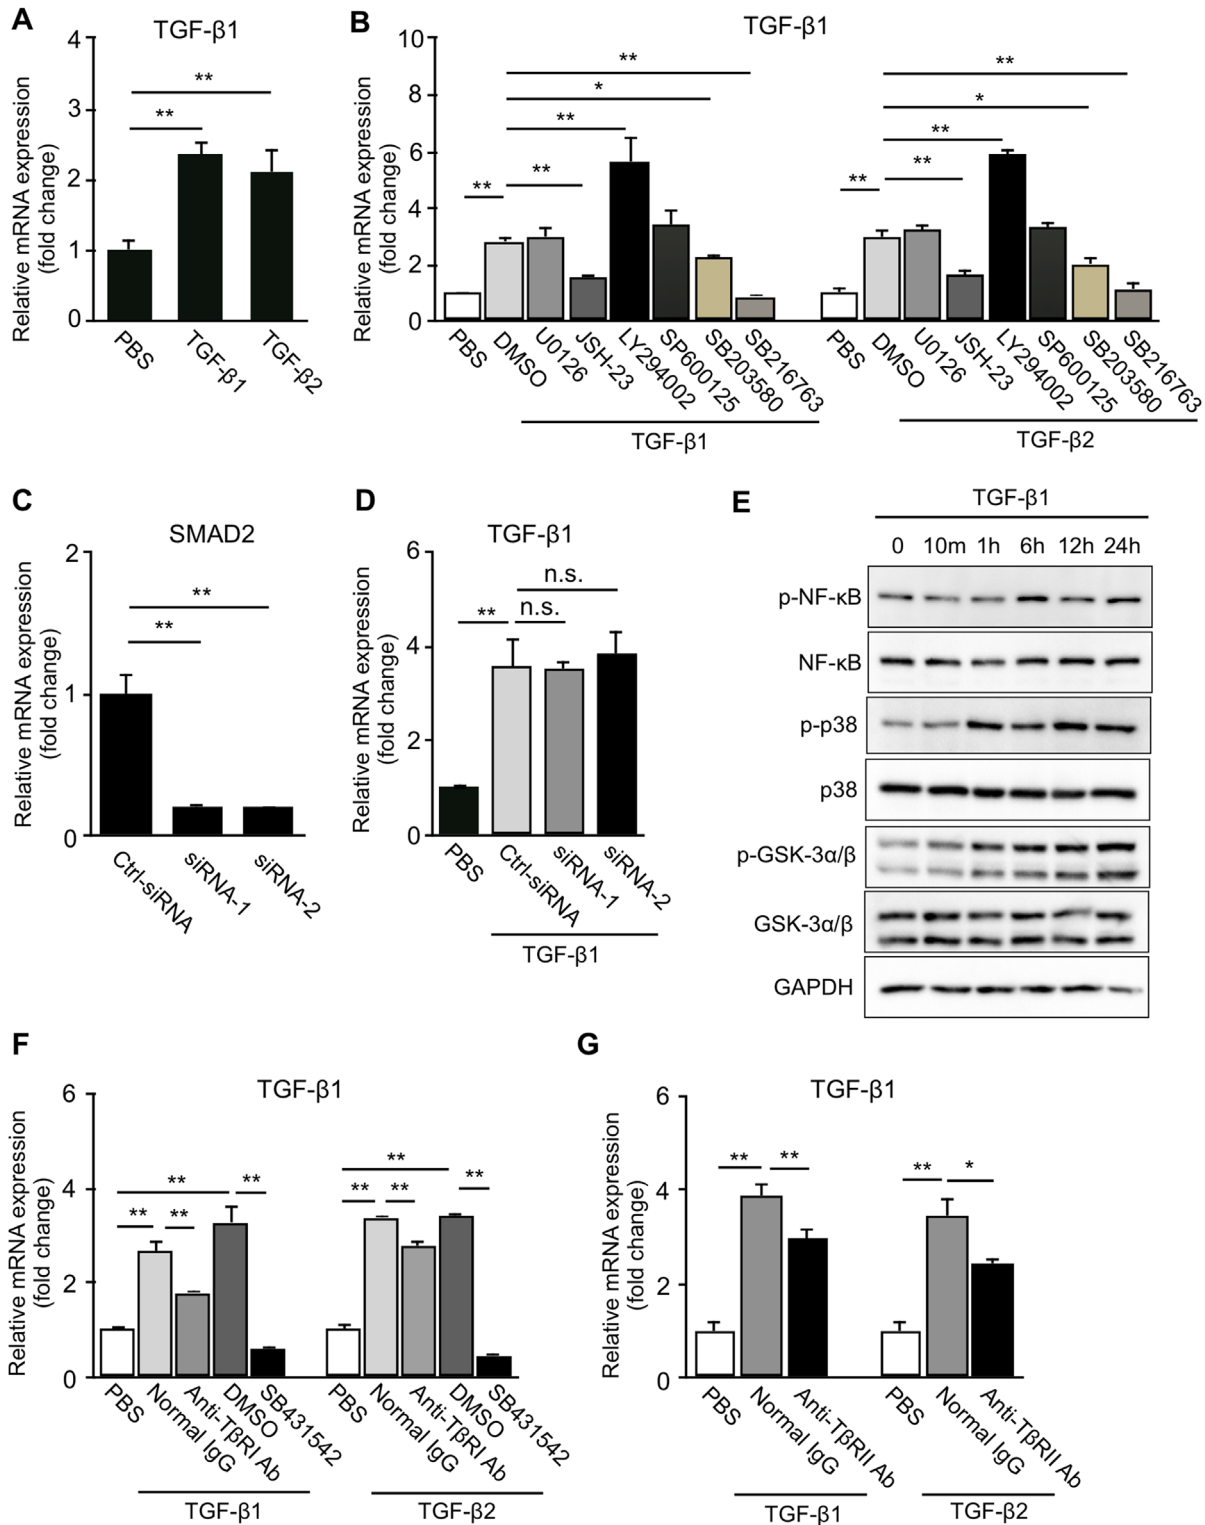 A
TGF-β1
Relative mRNA expression
(fold change)
4
3
2
1
0
**
**
PBS
TGF-β1
TGF-β2
B
TGF-β1
Relative mRNA expression
(fold change)
10
8
6
4
2
0
**
*
**
**
**
**
*
**
**
**
PBS
DMSO
U0126
JSH-23
LY294002
SP600125
SB203580
SB216763
PBS
DMSO
U0126
JSH-23
LY294002
SP600125
SB203580
SB216763
TGF-β1
TGF-β2
C
SMAD2
Relative mRNA expression
(fold change)
2
1
0
**
**
Ctrl-siRNA
siRNA-1
siRNA-2
D
TGF-β1
Relative mRNA expression
(fold change)
6
4
2
0
n.s.
** n.s.
PBS
Ctrl-siRNA
siRNA-1
siRNA-2
TGF-β1
E
TGF-β1
0 10m 1h 6h 12h 24h
p-NF-κB
NF-κB
p-p38
p38
p-GSK-3α/β
GSK-3α/β
GAPDH
F
TGF-β1
Relative mRNA expression
(fold change)
6
4
2
0
** **
** **
**
** ** **
PBS
Normal IgG
Anti-TβRI Ab
DMSO
SB431542
PBS
Normal IgG
Anti-TβRI Ab
DMSO
SB431542
TGF-β1
TGF-β2
G
TGF-β1
Relative mRNA expression
(fold change)
6
4
2
0
** **
** *
PBS
Normal IgG
Anti-TβRII Ab
PBS
Normal IgG
Anti-TβRII Ab
TGF-β1
TGF-β2